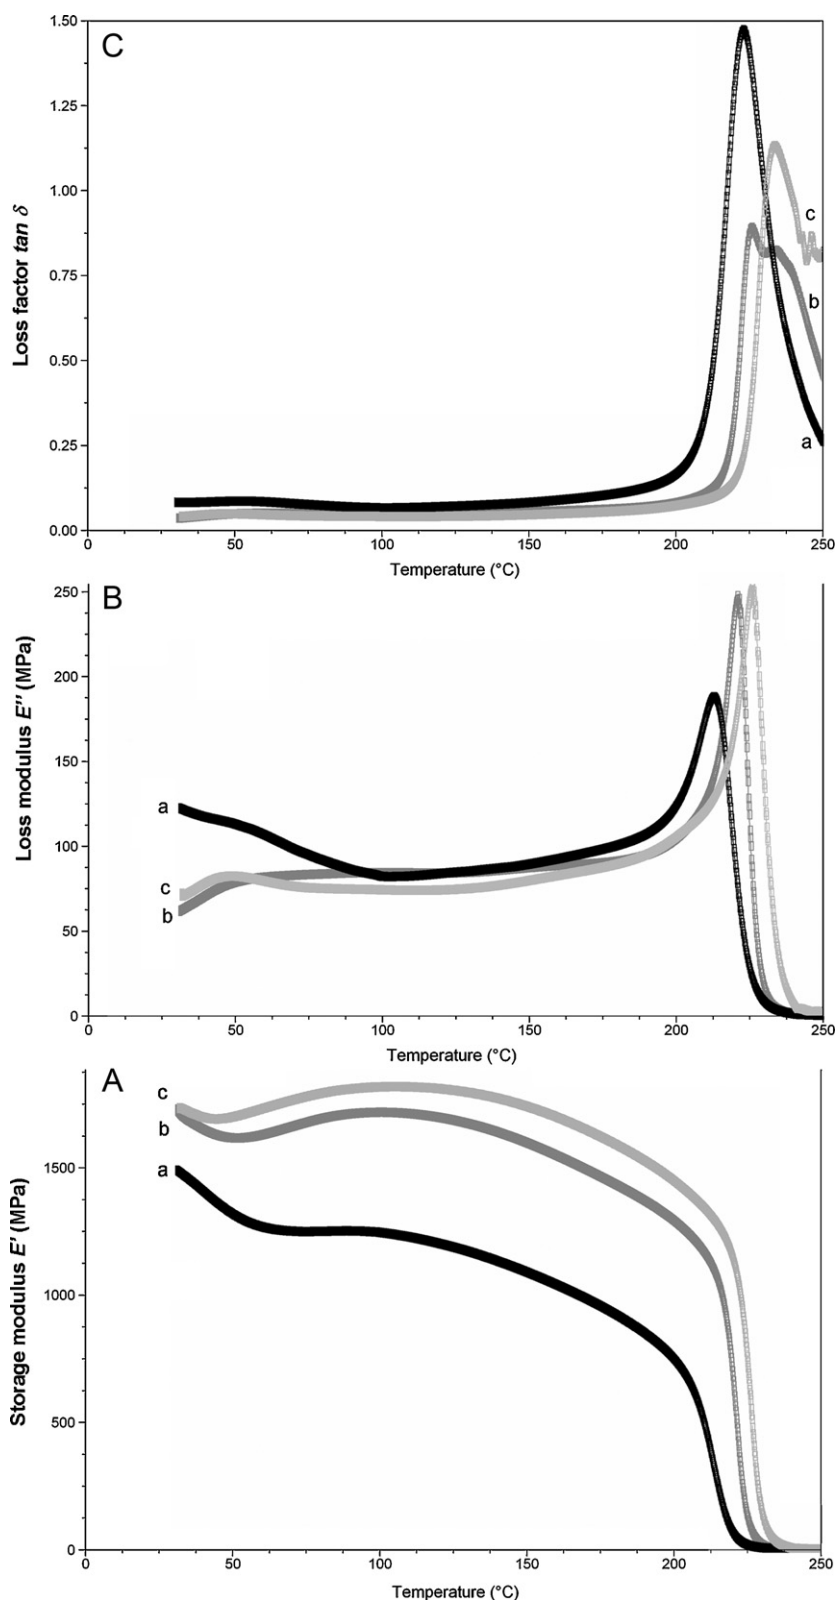 C
1.50
1.25
1.00
0.75
0.50
0.25
0.00
Loss factor tan δ
c
b
a
0 50 100 150 200 250
Temperature (°C)
B
250
200
150
100
50
0
Loss modulus E'' (MPa)
a
c
b
0 50 100 150 200 250
Temperature (°C)
A
1500
1000
500
0
Storage modulus E' (MPa)
c
b
a
0 50 100 150 200 250
Temperature (°C)